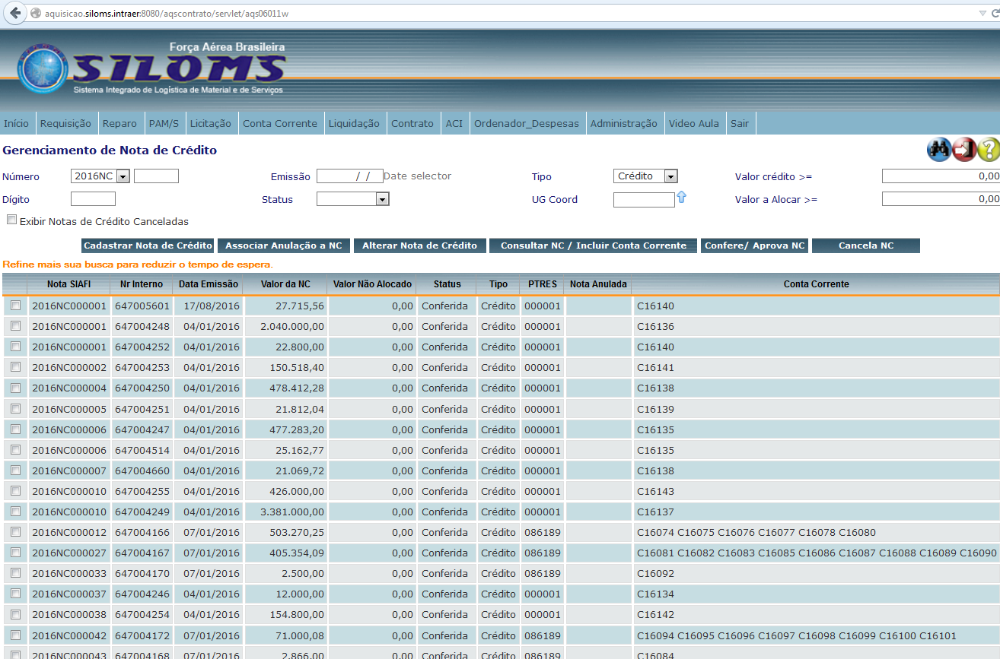 aquisicao.siloms.intraer:8080/aqscontrato/servlet/aqs06011w
Força Aérea Brasileira
SILOMS
Sistema Integrado de Logística de Material e de Serviços
Início Requisição Reparo PAM/S Licitação Conta Corrente Liquidação Contrato ACI Ordenador_Despesas Administração Video Aula Sair
Gerenciamento de Nota de Crédito
Número 2016NC Emissão / / Date selector Tipo Crédito Valor crédito >= 0,00
Dígito Status UG Coord Valor a Alocar >= 0,00
Exibir Notas de Crédito Canceladas
Cadastrar Nota de Crédito Associar Anulação a NC Alterar Nota de Crédito Consultar NC / Incluir Conta Corrente Confere/ Aprova NC Cancela NC
Refine mais sua busca para reduzir o tempo de espera.
Nota SIAFI Nr Interno Data Emissão Valor da NC Valor Não Alocado Status Tipo PTRES Nota Anulada Conta Corrente
2016NC000001 647005601 17/08/2016 27.715,56 0,00 Conferida Crédito 000001 C16140
2016NC000001 647004248 04/01/2016 2.040.000,00 0,00 Conferida Crédito 000001 C16136
2016NC000001 647004252 04/01/2016 22.800,00 0,00 Conferida Crédito 000001 C16140
2016NC000002 647004253 04/01/2016 150.518,40 0,00 Conferida Crédito 000001 C16141
2016NC000004 647004250 04/01/2016 478.412,28 0,00 Conferida Crédito 000001 C16138
2016NC000005 647004251 04/01/2016 21.812,04 0,00 Conferida Crédito 000001 C16139
2016NC000006 647004247 04/01/2016 477.283,20 0,00 Conferida Crédito 000001 C16135
2016NC000006 647004514 04/01/2016 25.162,77 0,00 Conferida Crédito 000001 C16135
2016NC000007 647004660 04/01/2016 21.069,72 0,00 Conferida Crédito 000001 C16138
2016NC000010 647004255 04/01/2016 426.000,00 0,00 Conferida Crédito 000001 C16143
2016NC000010 647004249 04/01/2016 3.381.000,00 0,00 Conferida Crédito 000001 C16137
2016NC000012 647004166 07/01/2016 503.270,25 0,00 Conferida Crédito 086189 C16074 C16075 C16076 C16077 C16078 C16080
2016NC000027 647004167 07/01/2016 405.354,09 0,00 Conferida Crédito 086189 C16081 C16082 C16083 C16085 C16086 C16087 C16088 C16089 C16090
2016NC000033 647004170 07/01/2016 2.500,00 0,00 Conferida Crédito 086189 C16092
2016NC000037 647004246 04/01/2016 12.000,00 0,00 Conferida Crédito 000001 C16134
2016NC000038 647004254 04/01/2016 154.800,00 0,00 Conferida Crédito 000001 C16142
2016NC000042 647004172 07/01/2016 71.000,08 0,00 Conferida Crédito 086189 C16094 C16095 C16096 C16097 C16098 C16099 C16100 C16101
2016NC000043 647004168 07/01/2016 2.866,00 0,00 Conferida Crédito 086189 C16084